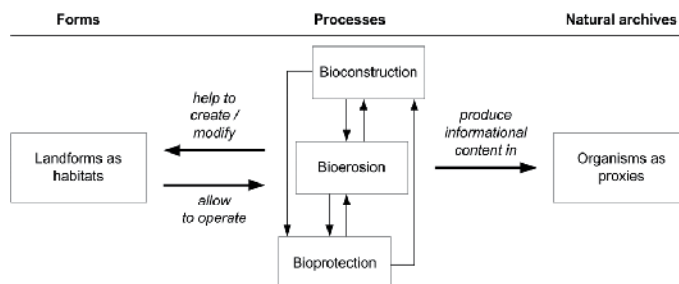 Forms
Processes
Natural archives
Bioconstruction
help to
create /
modify
produce
informational
content in
Landforms as
habitats
Bioerosion
Organisms as
proxies
allow
to operate
Bioprotection